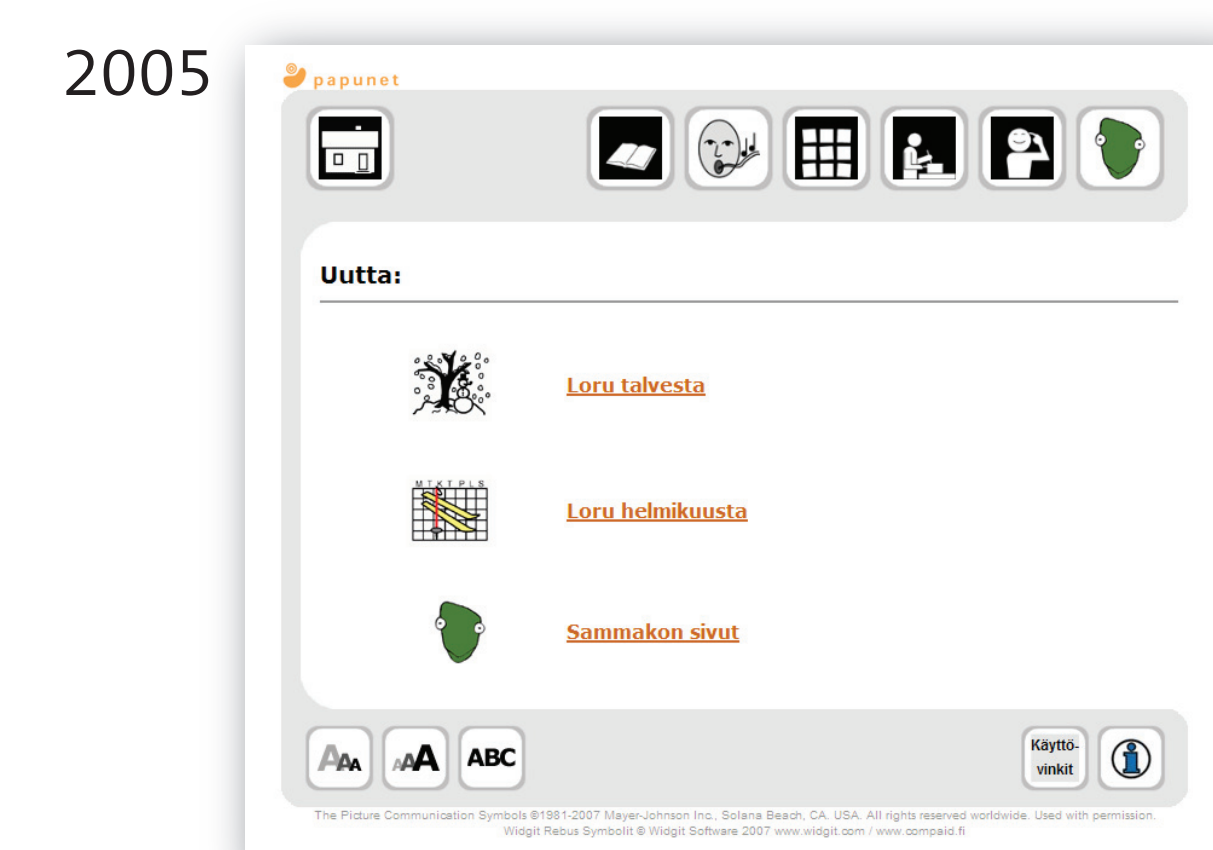 2005
papunet
Uutta:
Loru talvesta
M T K T P L S
Loru helmikuusta
Sammakon sivut
AAA
AAA
ABC
Käyttö-
vinkit
The Picture Communication Symbols ©1981-2007 Mayer-Johnson Inc., Solana Beach, CA. USA. All rights reserved worldwide. Used with permission.
Widgit Rebus Symbolit © Widgit Software 2007 www.widgit.com / www.compaid.fi